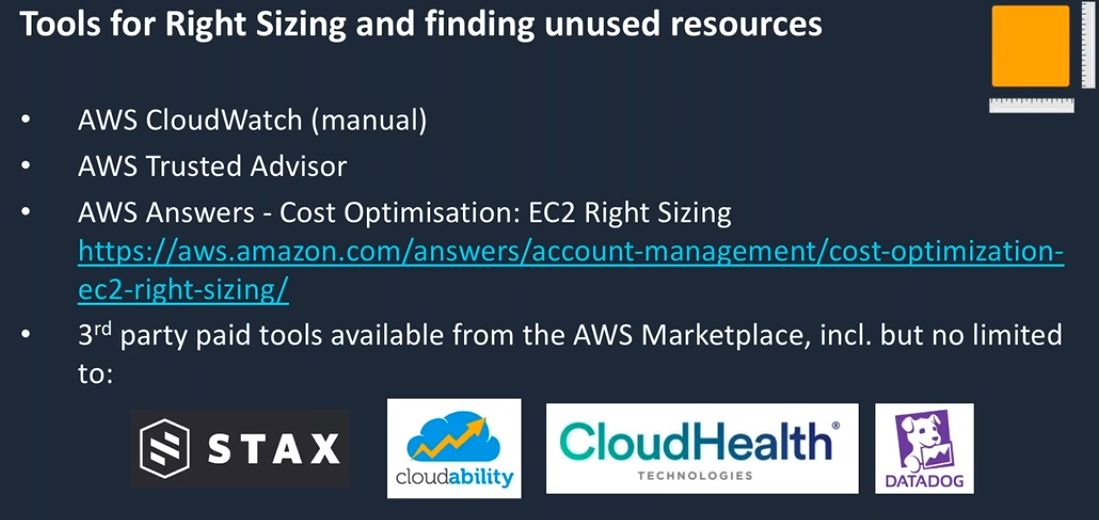 Tools for Right Sizing and finding unused resources
• AWS CloudWatch (manual)
• AWS Trusted Advisor
• AWS Answers - Cost Optimisation: EC2 Right Sizing
https://aws.amazon.com/answers/account-management/cost-optimization-
ec2-right-sizing/
• 3rd party paid tools available from the AWS Marketplace, incl. but no limited
to:
STAX
cloudability
CloudHealth®
TECHNOLOGIES
DATADOG